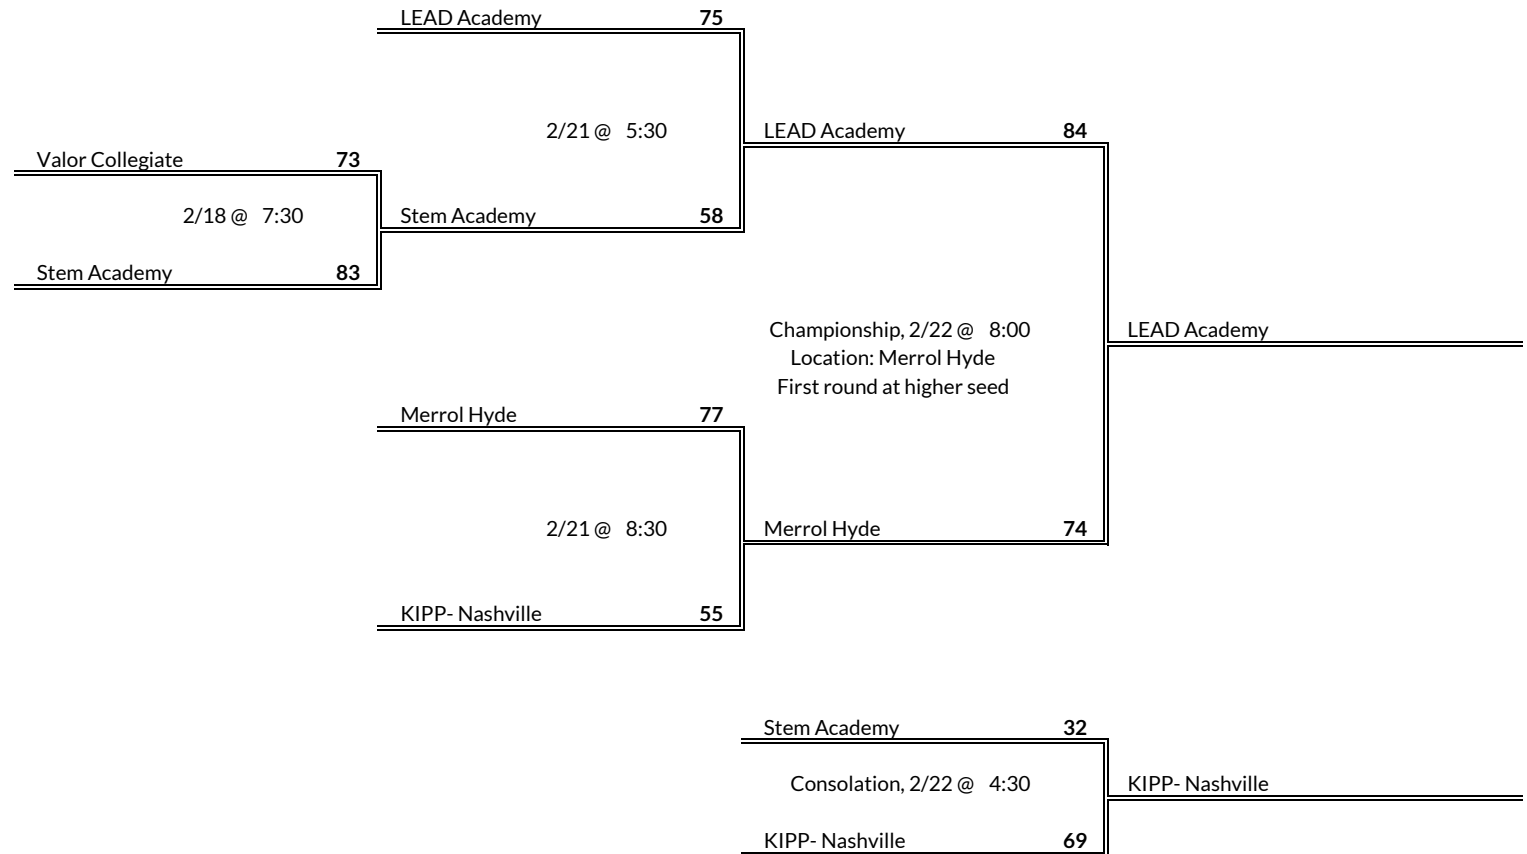 LEAD Academy 75
2/21 @ 5:30
LEAD Academy 84
Valor Collegiate 73
2/18 @ 7:30
Stem Academy 58
Stem Academy 83
Championship, 2/22 @ 8:00
LEAD Academy
Location: Merrol Hyde
First round at higher seed
Merrol Hyde 77
2/21 @ 8:30
Merrol Hyde 74
KIPP- Nashville 55
Stem Academy 32
Consolation, 2/22 @ 4:30
KIPP- Nashville
KIPP- Nashville 69